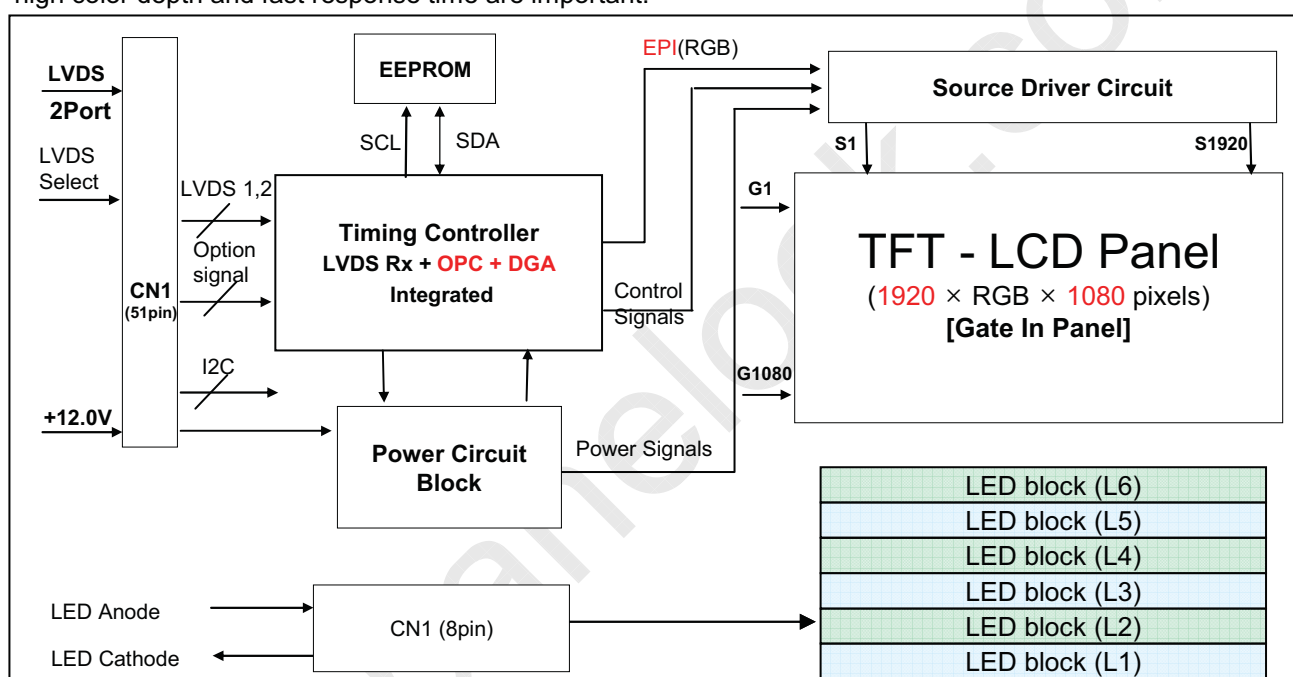 high color depth and fast response time are important.
LVDS
2Port
LVDS
Select
+12.0V
CN1
(51pin)
LVDS 1,2
Option
signal
I2C
EEPROM
SCL
SDA
Timing Controller
LVDS Rx + OPC + DGA
Integrated
Power Circuit
Block
EPI(RGB)
Control
Signals
Power Signals
Source Driver Circuit
S1
S1920
G1
G1080
TFT - LCD Panel
(1920 × RGB × 1080 pixels)
[Gate In Panel]
LED block (L6)
LED block (L5)
LED block (L4)
LED block (L3)
LED block (L2)
LED block (L1)
LED Anode
LED Cathode
CN1 (8pin)